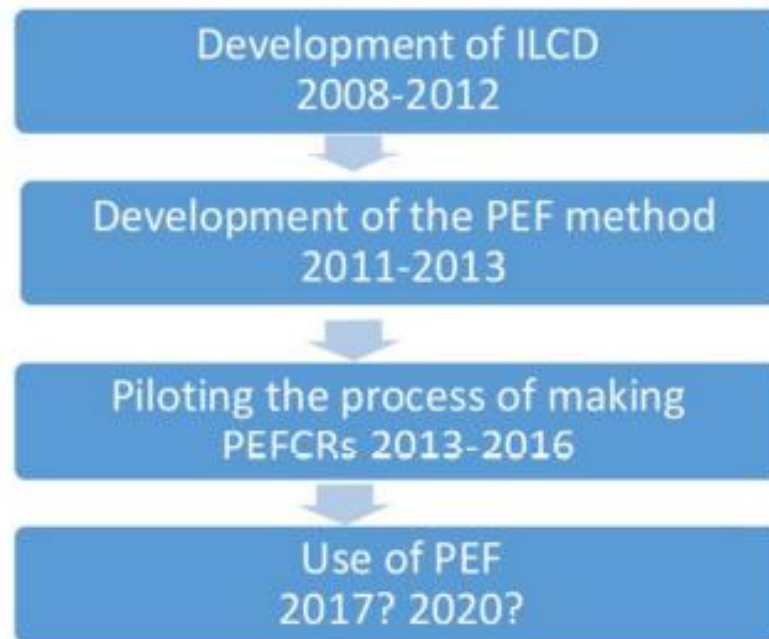 Development of ILCD
2008-2012
Development of the PEF method
2011-2013
Piloting the process of making
PEFCRs 2013-2016
Use of PEF
2017? 2020?